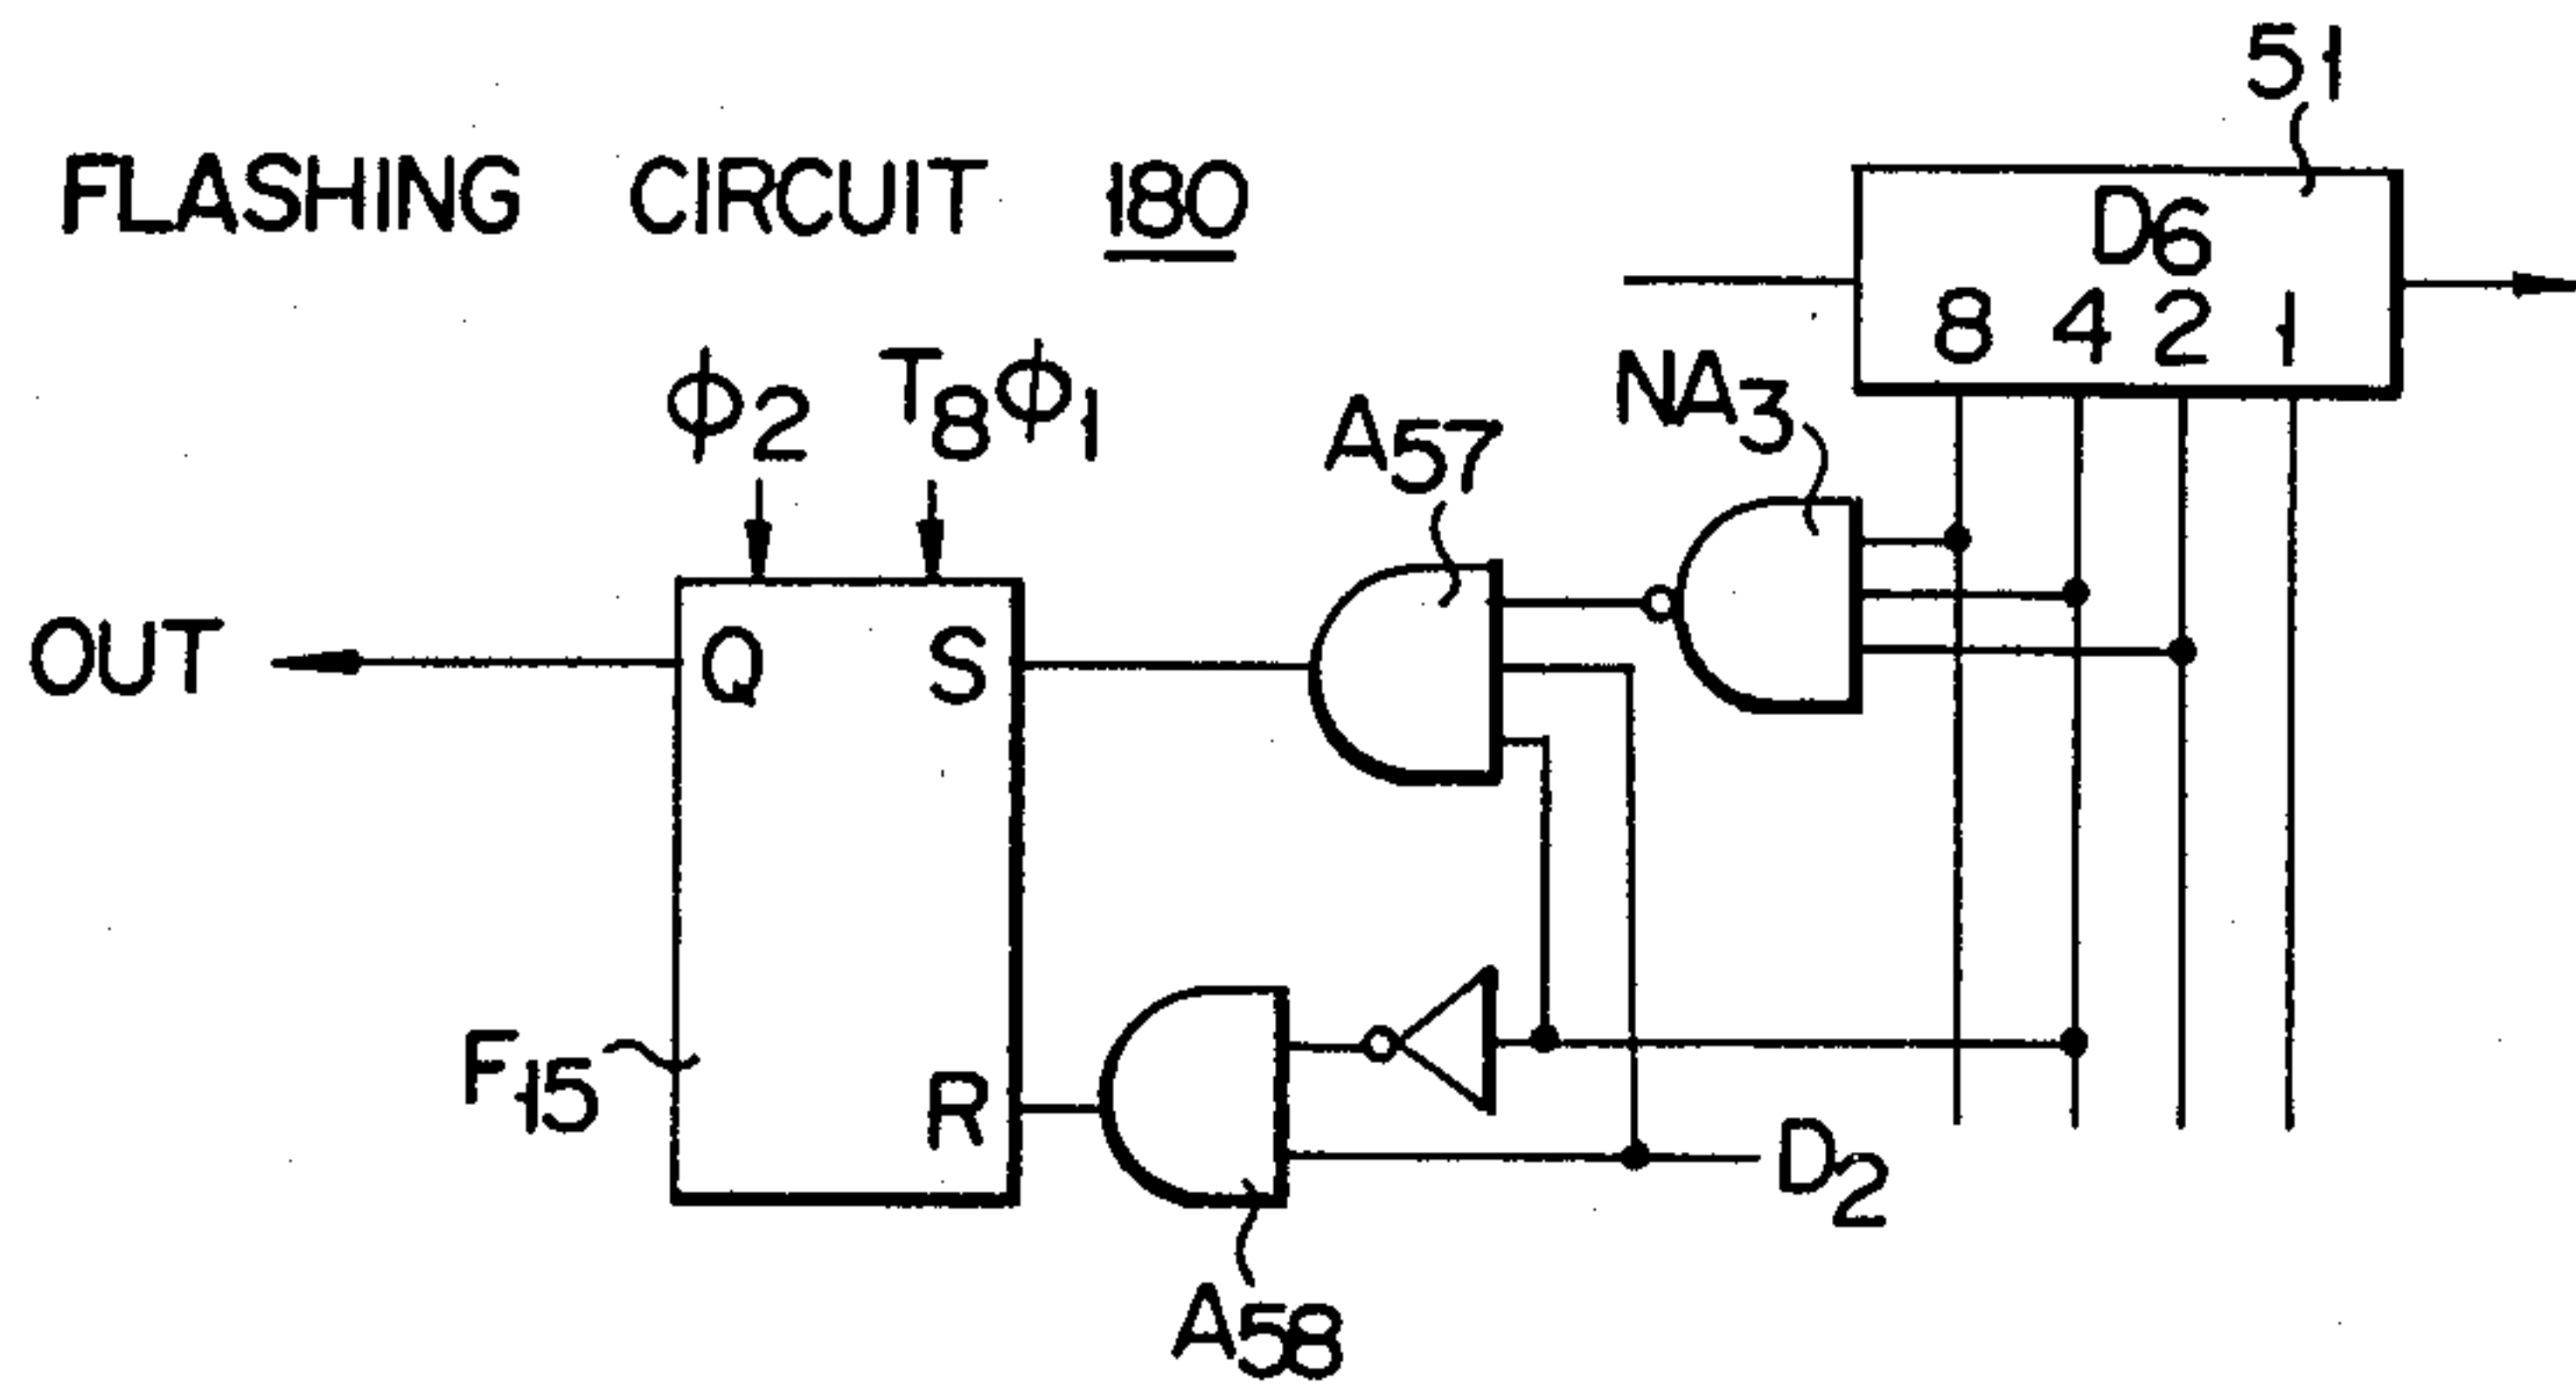 FLASHING CIRCUIT 180
51
D6
8 4 2 1
ϕ2 T8ϕ1
A57
NA3
OUT
Q S
F15
R
D2
A58